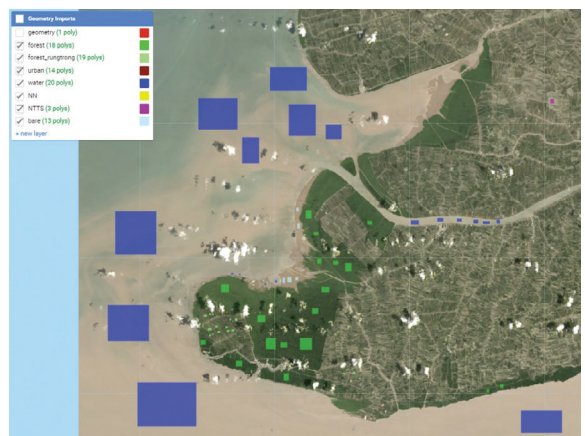 Geometry Imports
geometry (1 poly)
forest (18 polys)
forest_rungtrong (19 polys)
urban (14 polys)
water (20 polys)
NN
NTTS (3 polys)
bare (13 polys)
+ new layer